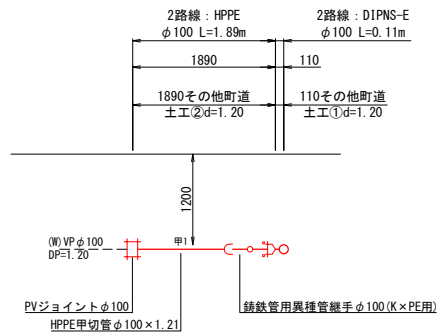 2路線：HPPE
φ100 L=1.89m
2路線：DIPNS-E
φ100 L=0.11m
1890
110
1890その他町道
土工②d=1.20
110その他町道
土工①d=1.20
1200
(W)VPφ100
DP=1.20
甲1
PVジョイントφ100
HPPE甲切管φ100×1.21
鋳鉄管用異種管継手φ100(K×PE用)